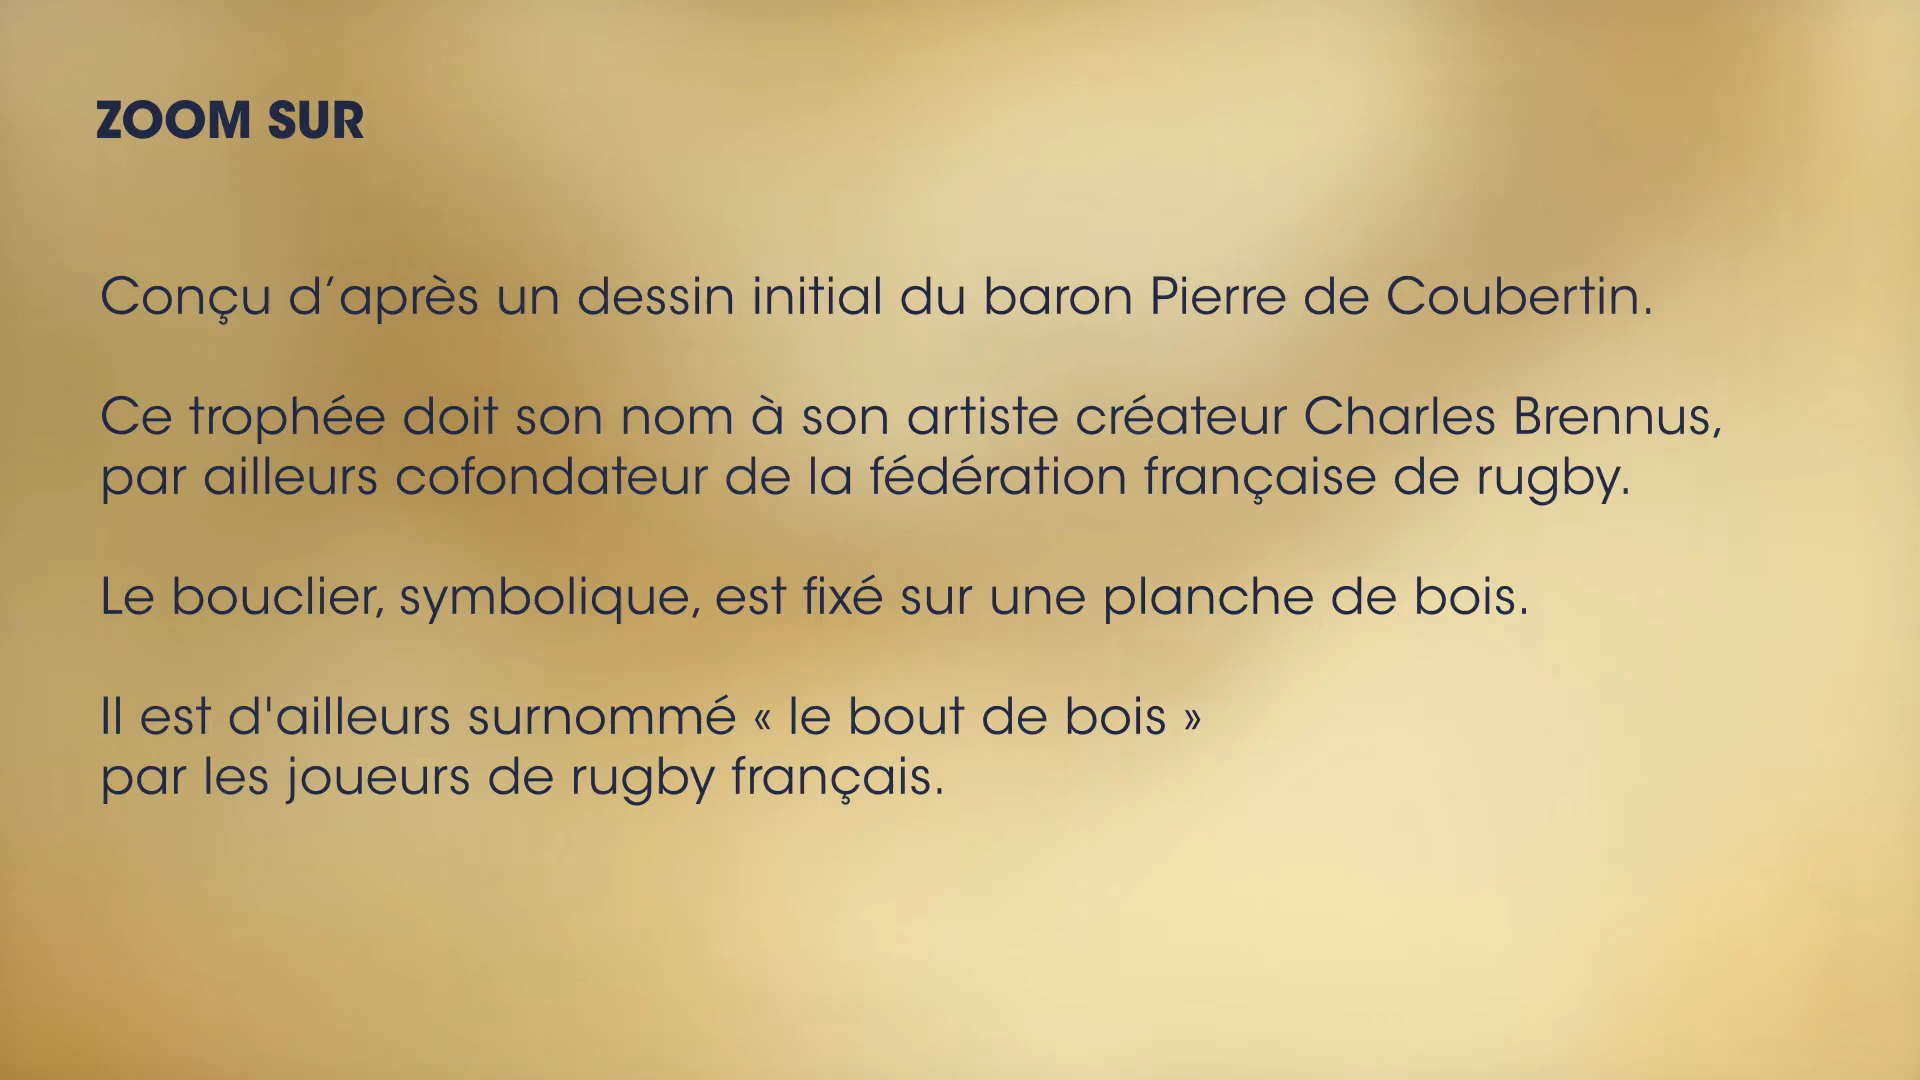 ZOOM SUR
Conçu d’après un dessin initial du baron Pierre de Coubertin.
Ce trophée doit son nom à son artiste créateur Charles Brennus,
par ailleurs cofondateur de la fédération française de rugby.
Le bouclier, symbolique, est fixé sur une planche de bois.
Il est d'ailleurs surnommé « le bout de bois »
par les joueurs de rugby français.